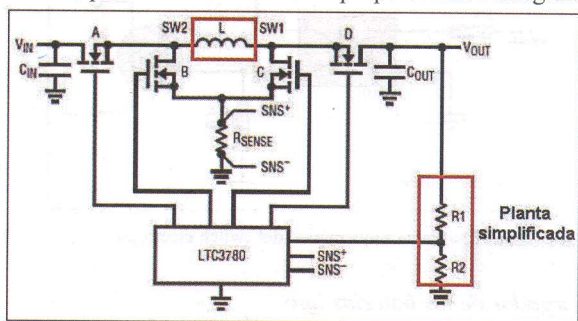 A
SW2
L
SW1
D
VIN
VOUT
CIN
B
C
COUT
SNS+
RSENSE
SNS−
R1
Planta
simplificada
LTC3780
SNS+
SNS−
R2